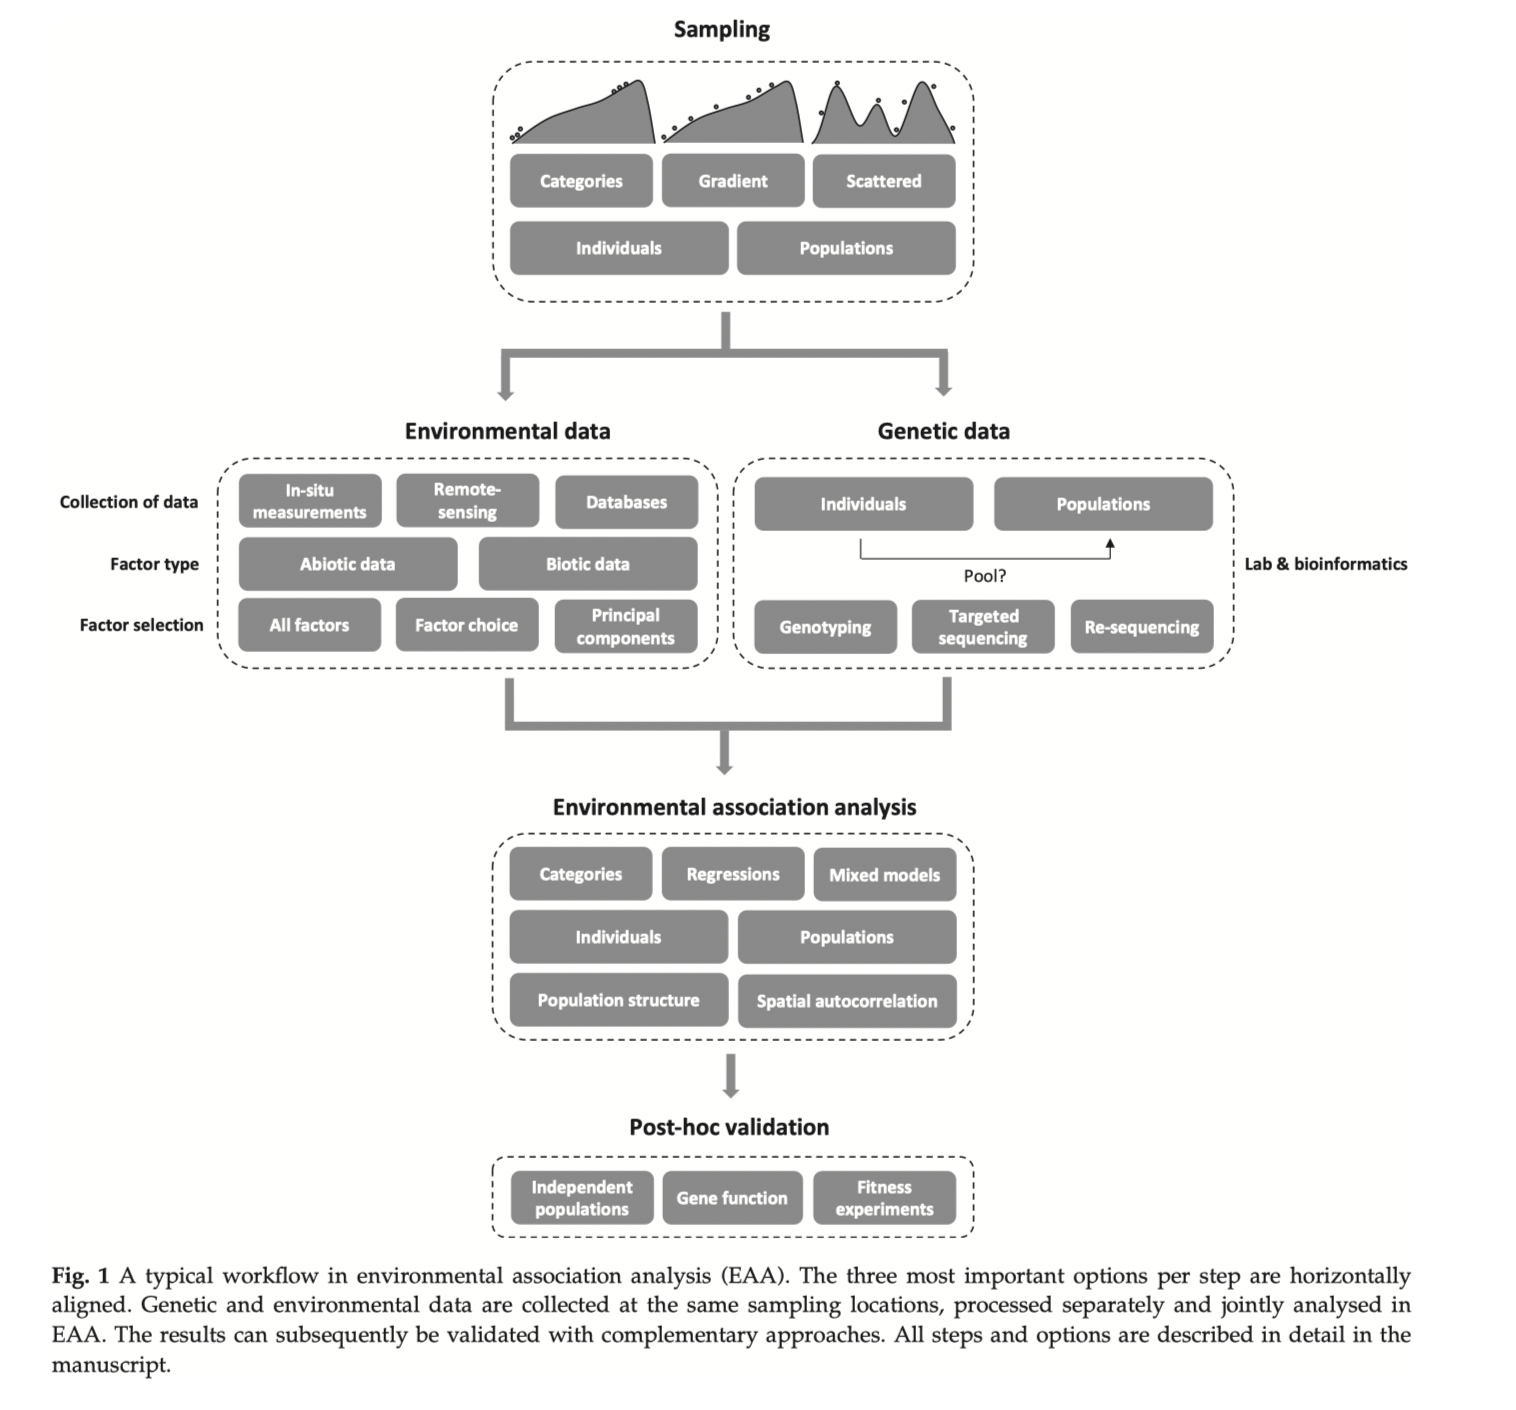 Sampling
Categories
Gradient
Scattered
Individuals
Populations
Environmental data
Genetic data
Collection of data
In-situ
measurements
Remote-
sensing
Databases
Factor type
Abiotic data
Biotic data
Factor selection
All factors
Factor choice
Principal
components
Individuals
Populations
Pool?
Lab & bioinformatics
Genotyping
Targeted
sequencing
Re-sequencing
Environmental association analysis
Categories
Regressions
Mixed models
Individuals
Populations
Population structure
Spatial autocorrelation
Post-hoc validation
Independent
populations
Gene function
Fitness
experiments
Fig. 1 A typical workflow in environmental association analysis (EAA). The three most important options per step are horizontally
aligned. Genetic and environmental data are collected at the same sampling locations, processed separately and jointly analysed in
EAA. The results can subsequently be validated with complementary approaches. All steps and options are described in detail in the
manuscript.